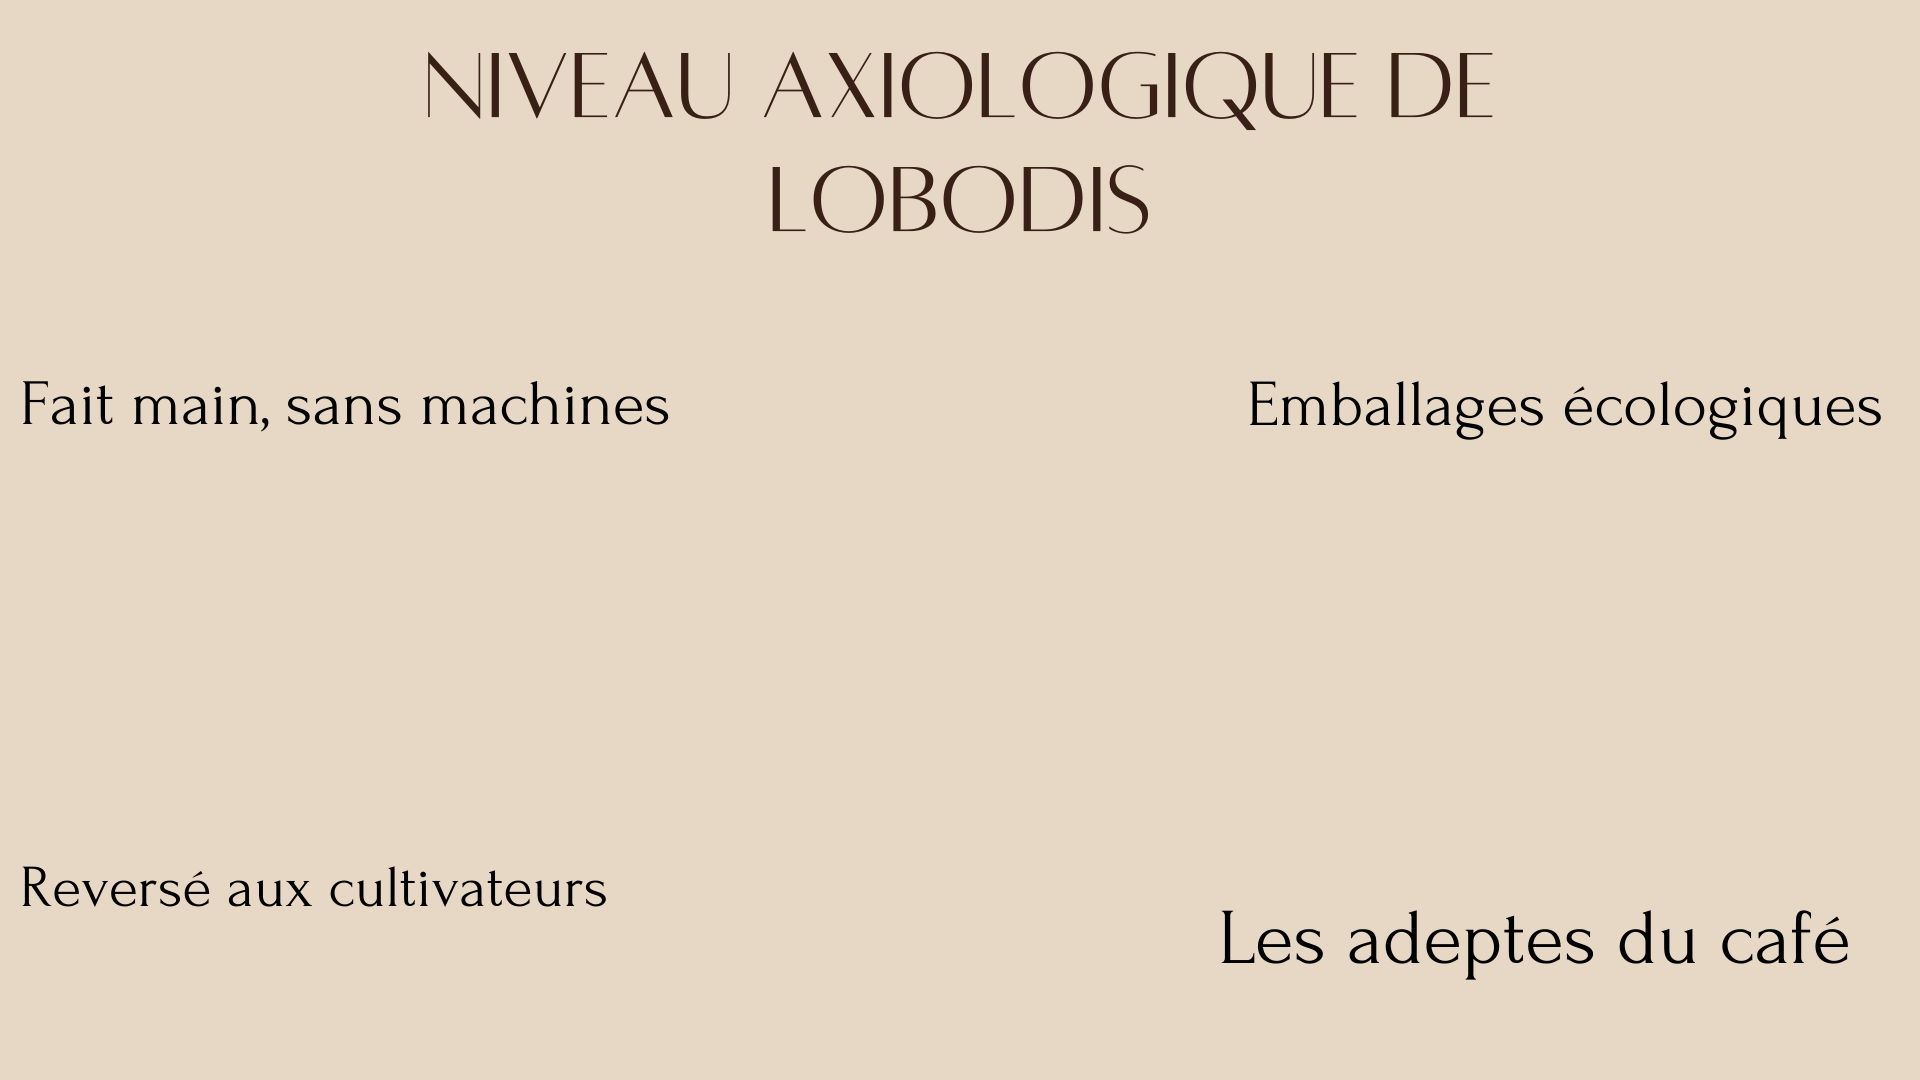 NIVEAU AXIOLOGIQUE DE
LOBODIS
Fait main, sans machines
Emballages écologiques
Reversé aux cultivateurs
Les adeptes du café